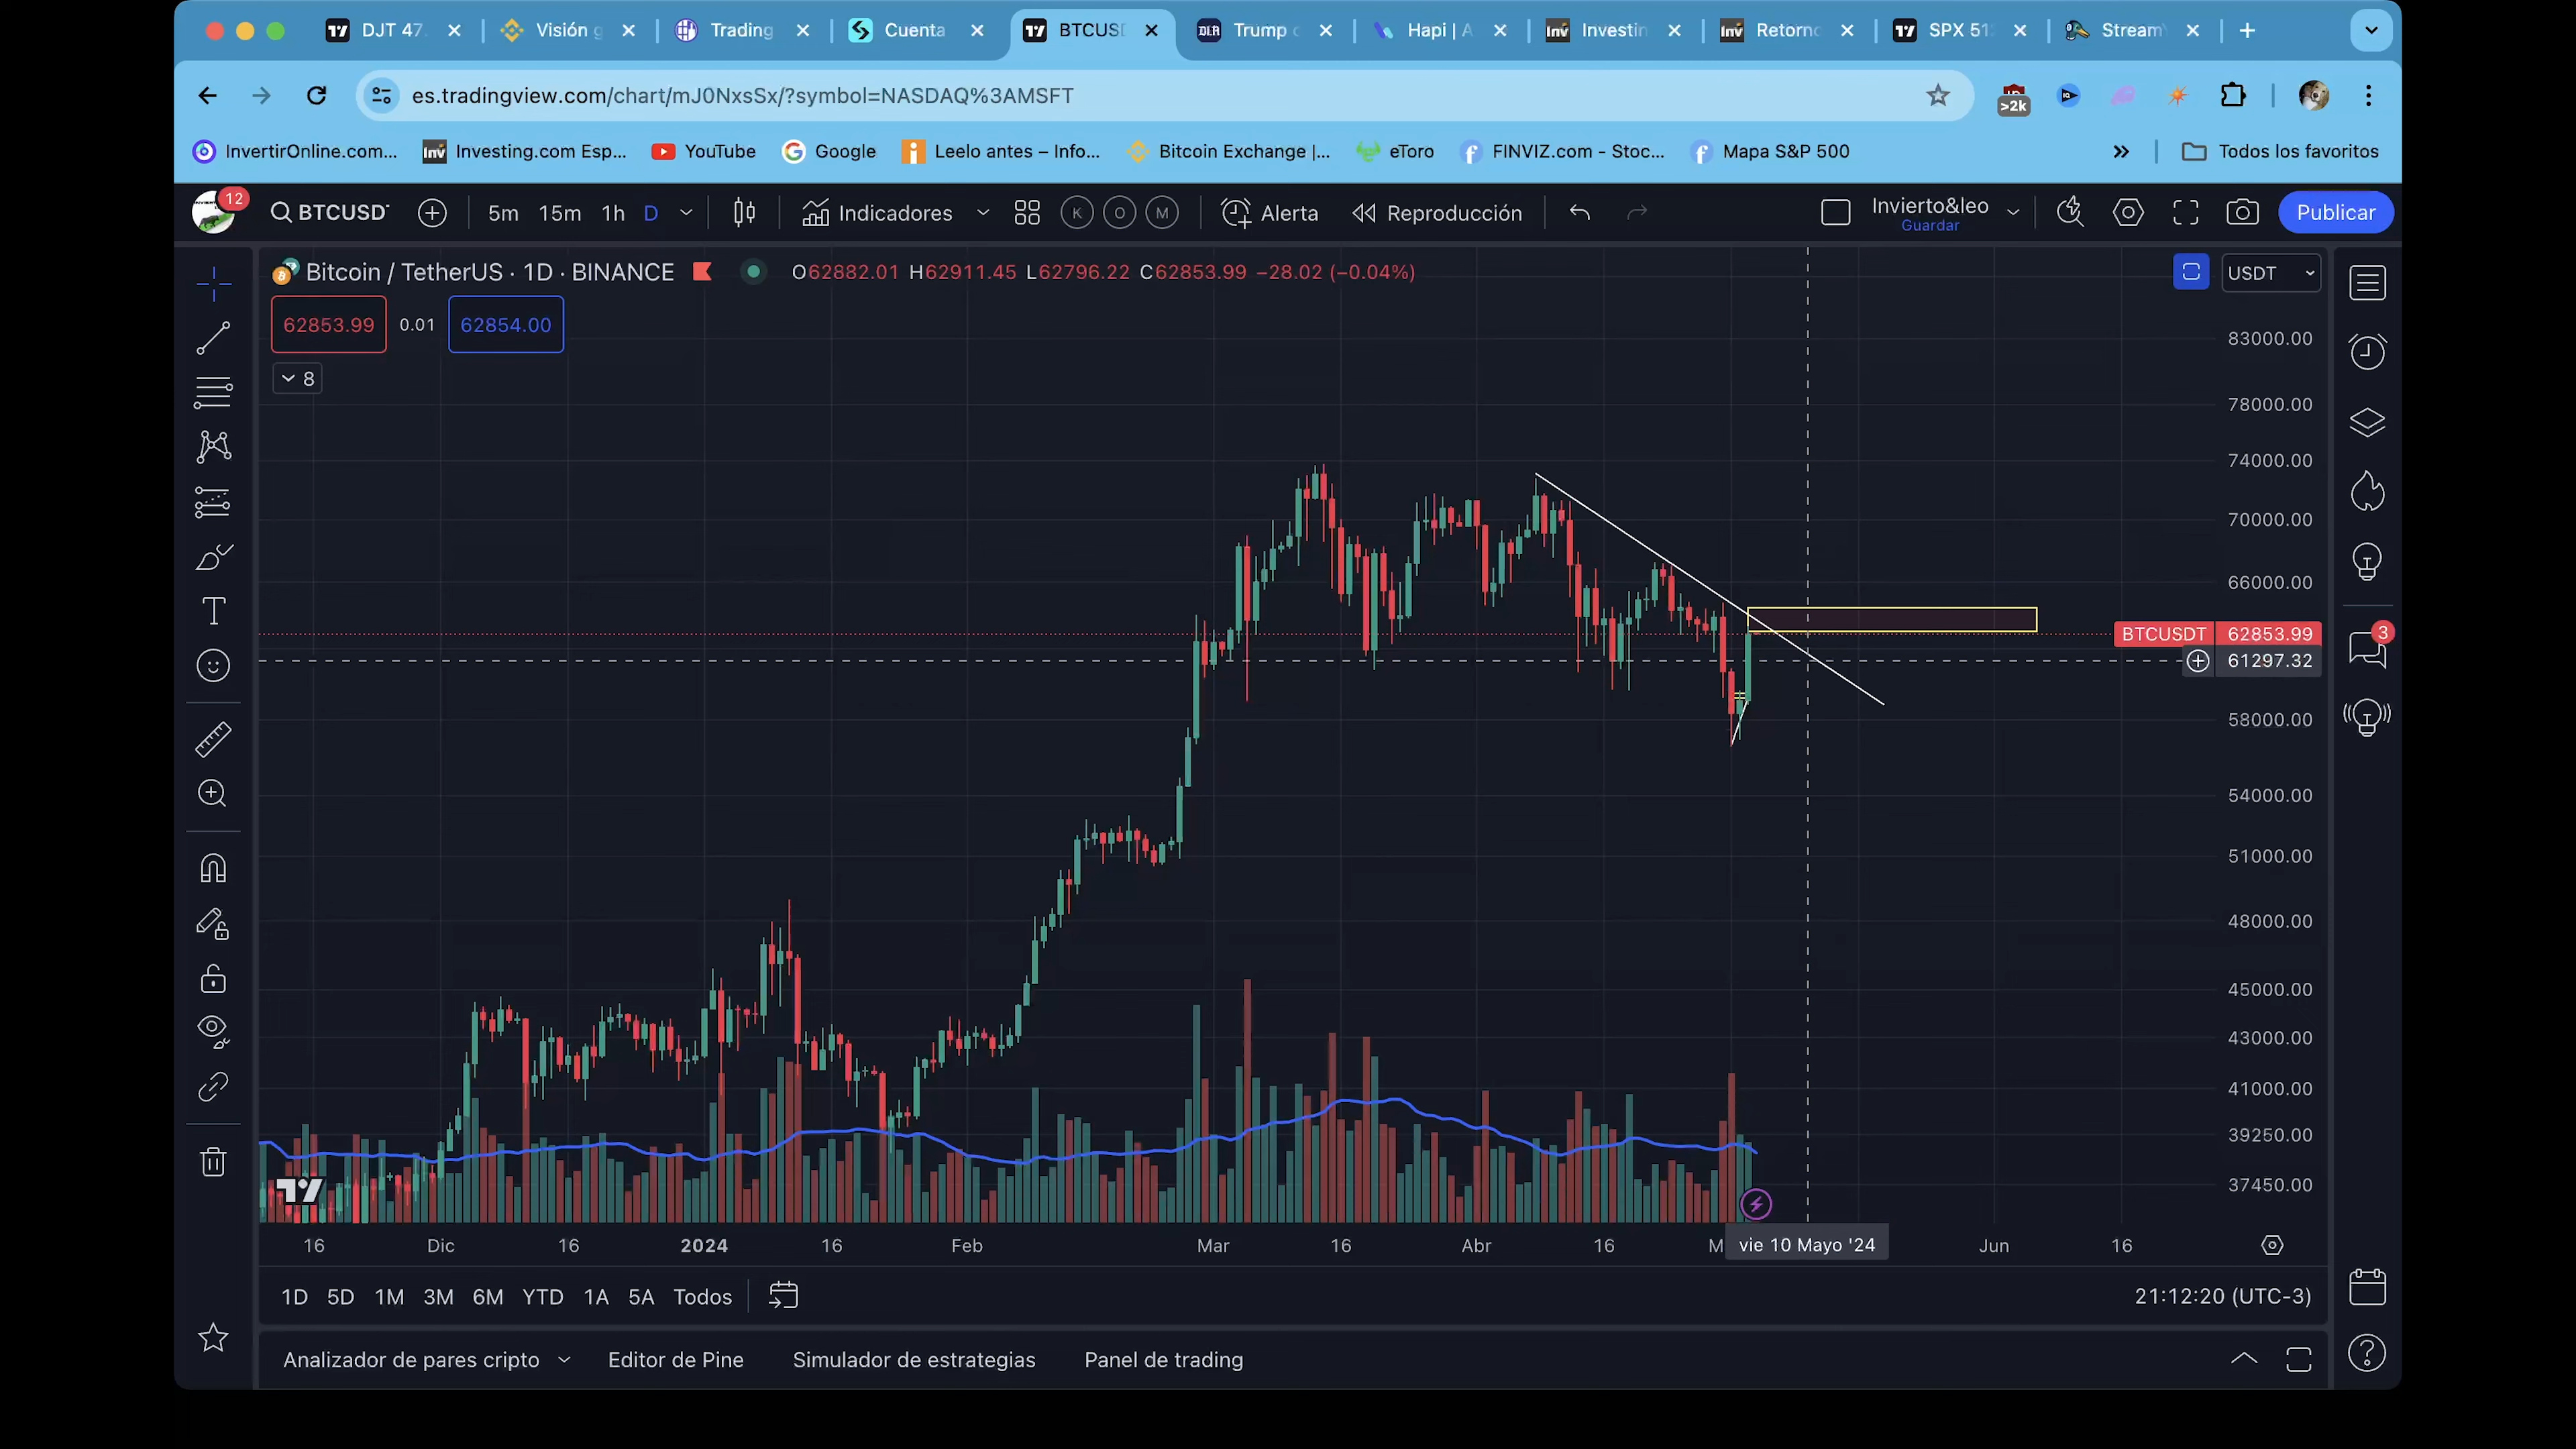 DJT 47.
Visión g
Trading
Cuenta
BTCUSD
Trump c
Hapi | A
Investin
Retorno
SPX 51
Stream
es.tradingview.com/chart/mJ0NxsSx/?symbol=NASDAQ%3AMSFT
>2k
InvertirOnline.com...
Investing.com Esp...
YouTube
Google
Leelo antes – Info...
Bitcoin Exchange |...
eToro
FINVIZ.com - Stoc...
Mapa S&P 500
Todos los favoritos
12
BTCUSDT
5m 15m 1h D
Indicadores
K O M
Alerta
Reproducción
Invierto&leo
Guardar
Publicar
Bitcoin / TetherUS · 1D · BINANCE
O62882.01 H62911.45 L62796.22 C62853.99 −28.02 (−0.04%)
USDT
62853.99 0.01 62854.00
8
83000.00
78000.00
74000.00
70000.00
66000.00
BTCUSDT 62853.99
3
61297.32
58000.00
54000.00
51000.00
48000.00
45000.00
43000.00
41000.00
39250.00
37450.00
16 Dic 16 2024 16 Feb Mar 16 Abr 16 M vie 10 Mayo '24 Jun 16
1D 5D 1M 3M 6M YTD 1A 5A Todos
21:12:20 (UTC-3)
Analizador de pares cripto
Editor de Pine
Simulador de estrategias
Panel de trading